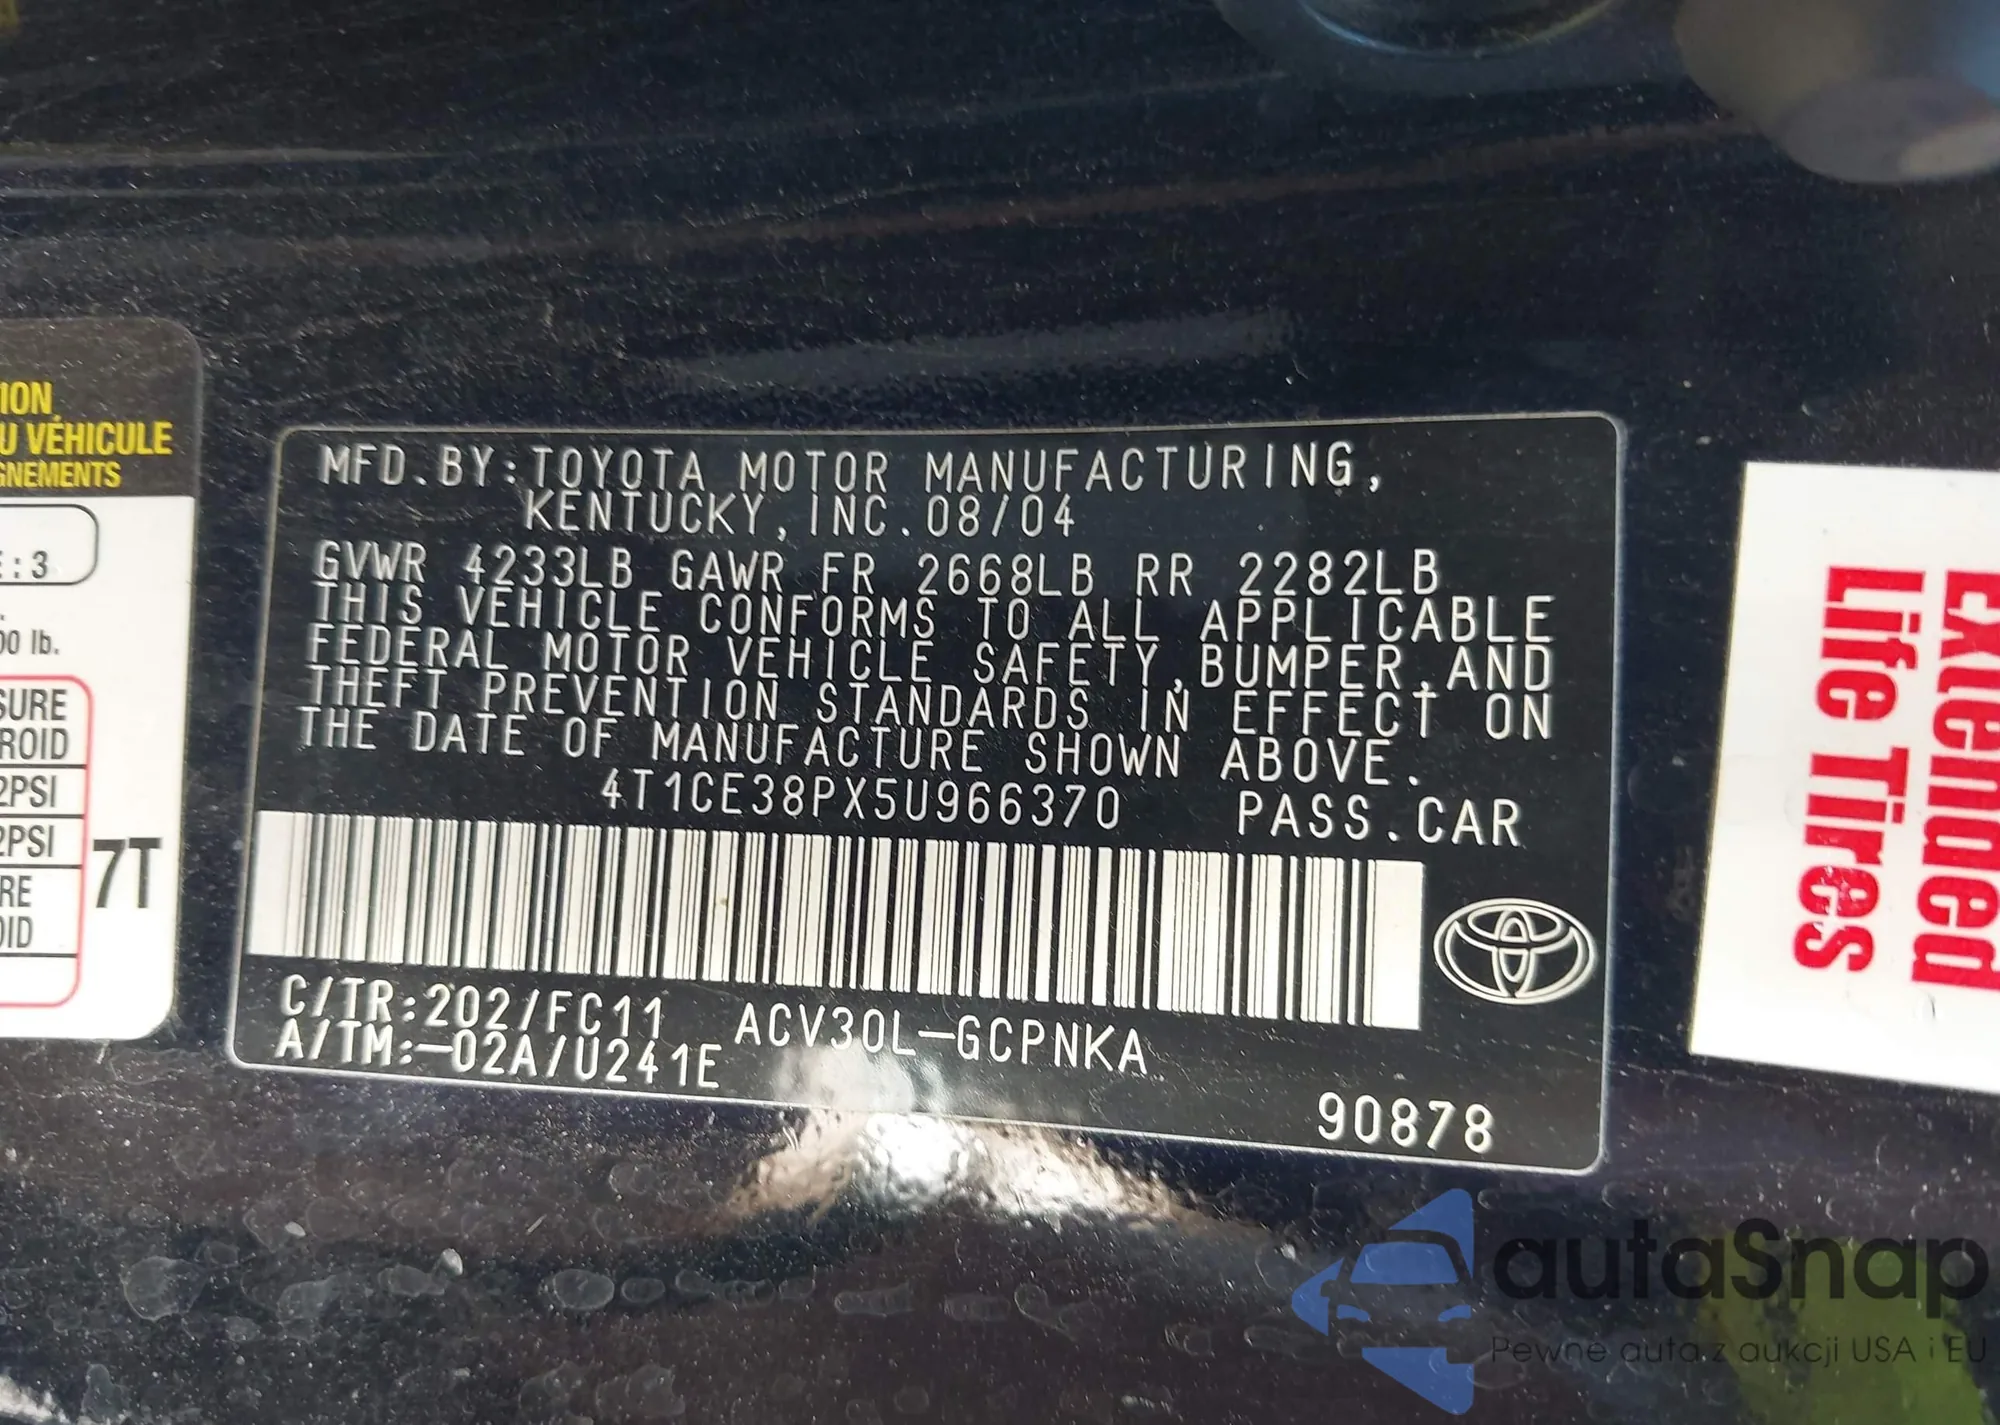 ION,
U VÉHICULE
GNEMENTS
E : 3
00 lb.
SURE
ROID
2PSI
2PSI
RE
OID
7T
MFD.BY:TOYOTA MOTOR MANUFACTURING,
KENTUCKY,INC.08/04
GVWR 4233LB GAWR FR 2668LB RR 2282LB
THIS VEHICLE CONFORMS TO ALL APPLICABLE
FEDERAL MOTOR VEHICLE SAFETY,BUMPER,AND
THEFT PREVENTION STANDARDS IN EFFECT ON
THE DATE OF MANUFACTURE SHOWN ABOVE.
4T1CE38PX5U966370 PASS.CAR
C/TR:202/FC11 ACV30L-GCPNKA
A/TM:-02A/U241E
90878
Extended
Life Tires
autaSnap
Pewne auta z aukcji USA i EU